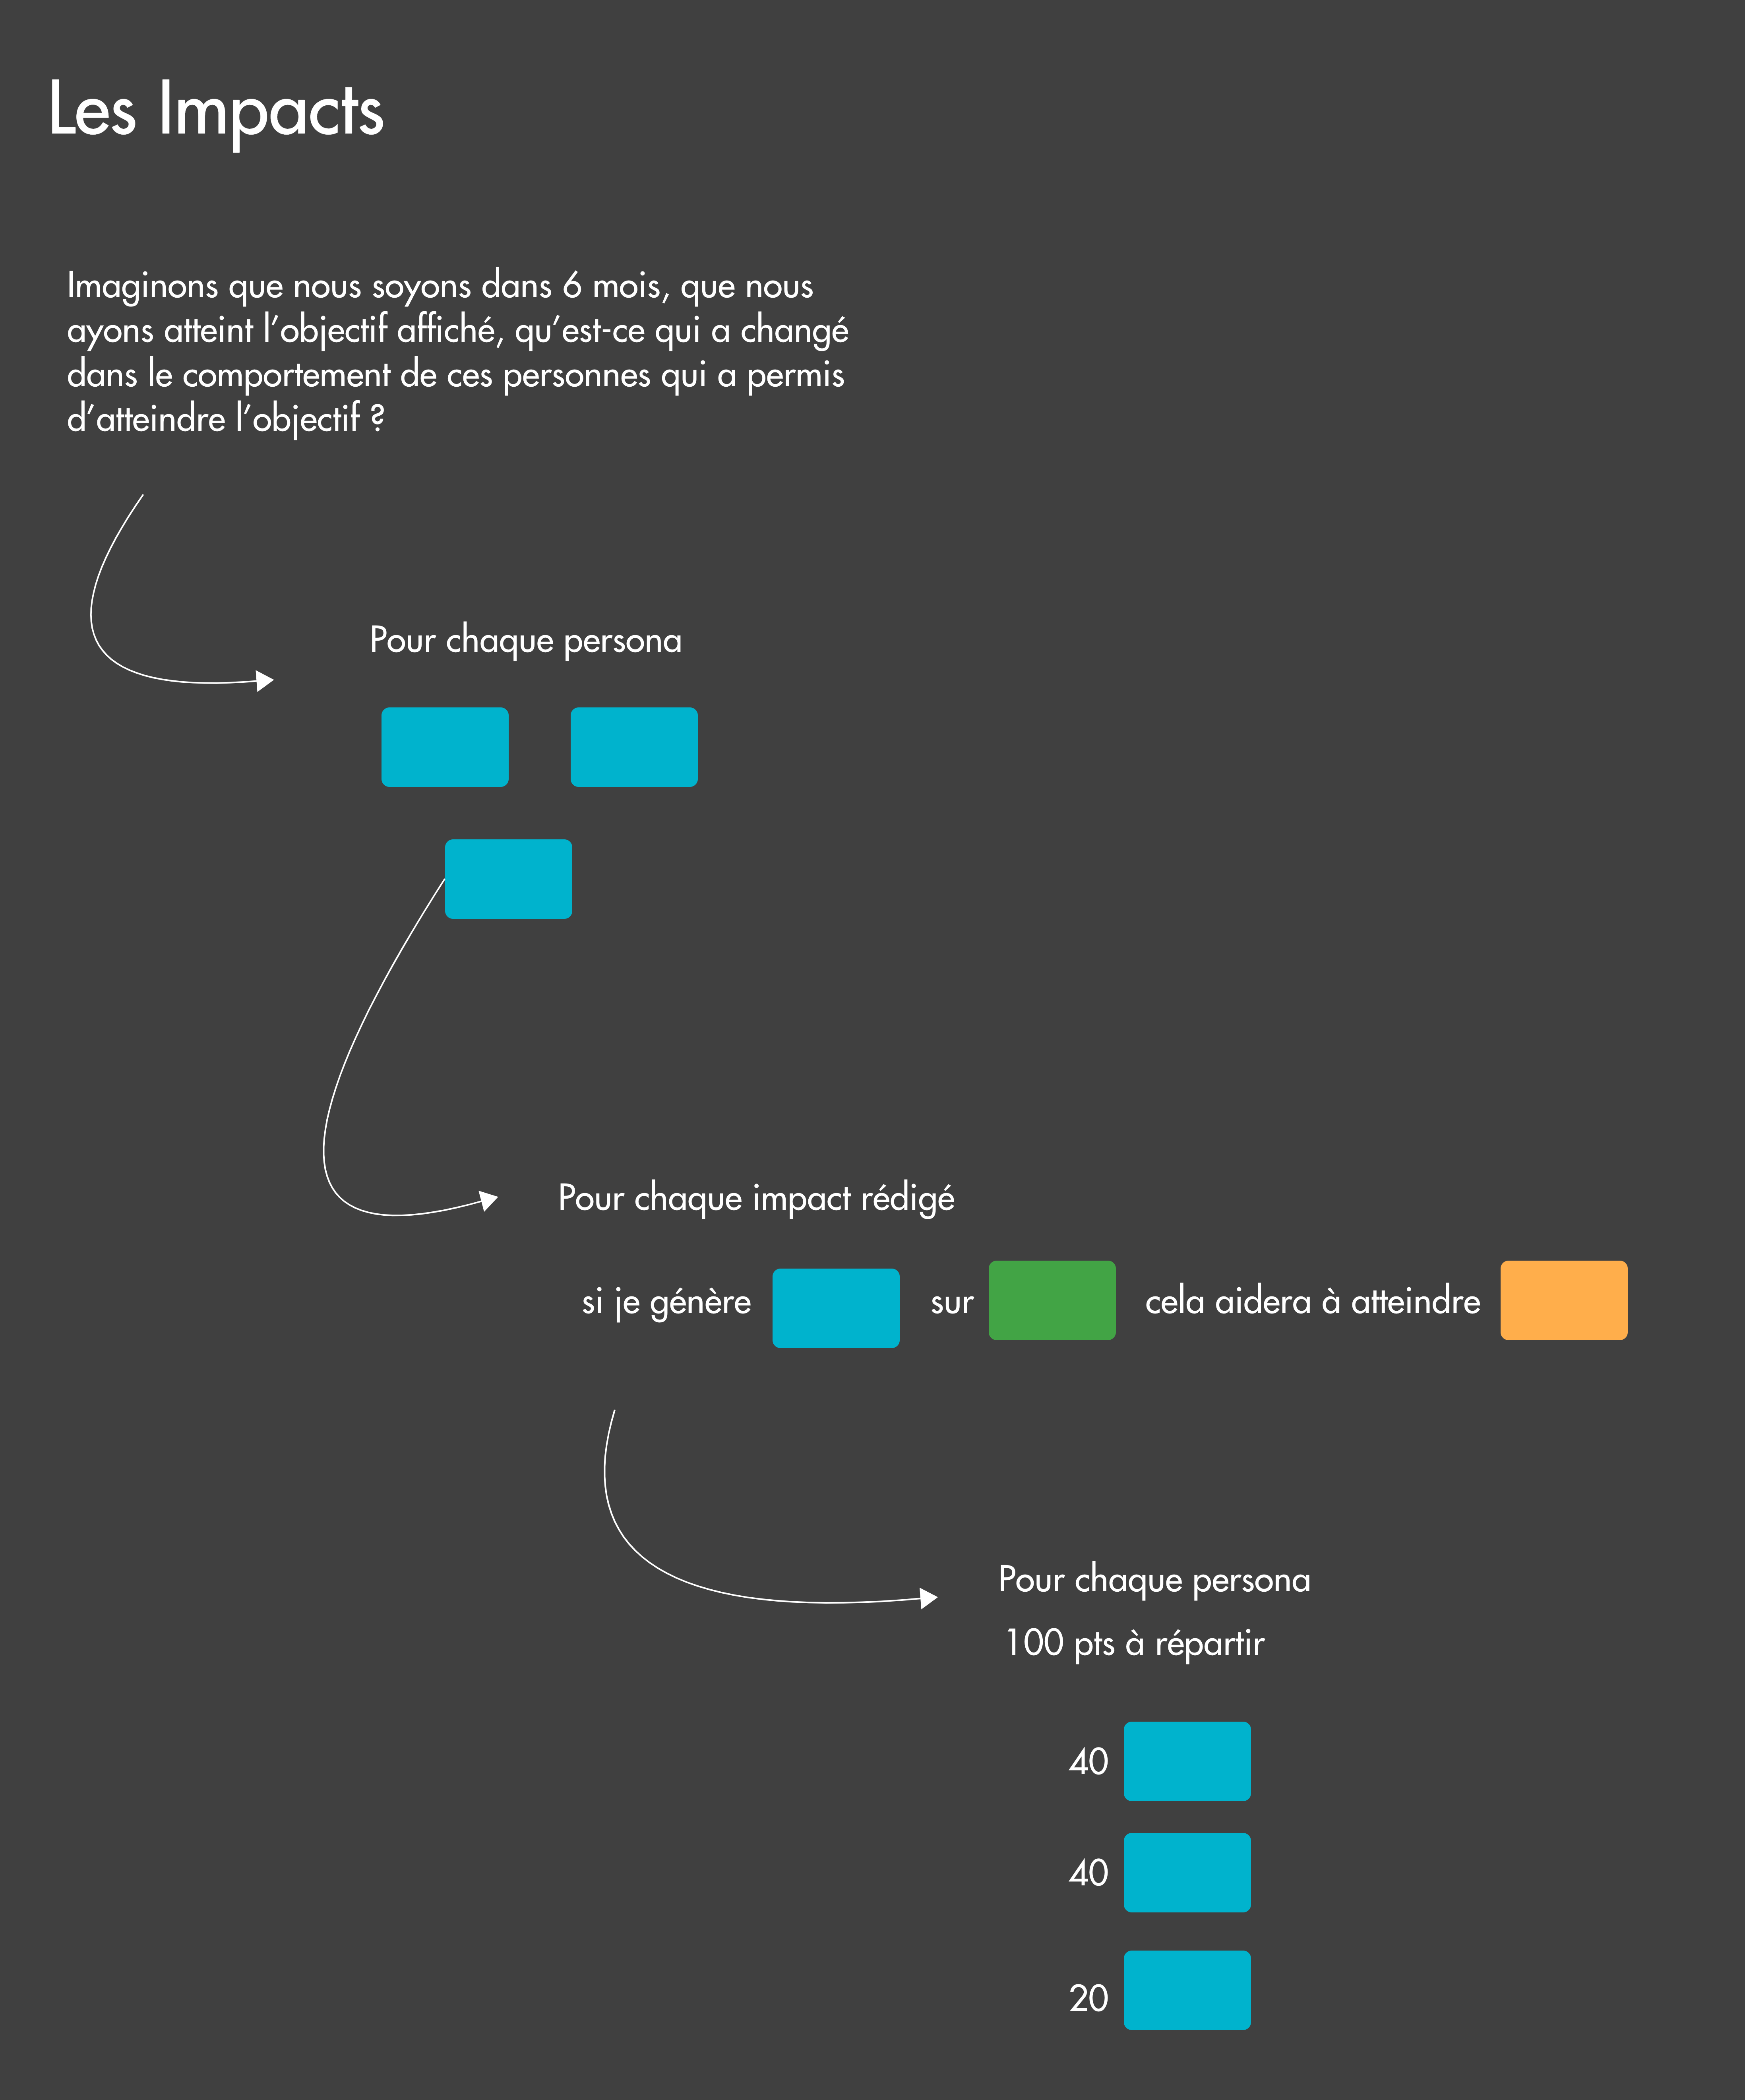 Les Impacts
Imaginons que nous soyons dans 6 mois, que nous
ayons atteint l’objectif affiché, qu’est-ce qui a changé
dans le comportement de ces personnes qui a permis
d’atteindre l’objectif ?
Pour chaque persona
Pour chaque impact rédigé
si je génère sur cela aidera à atteindre
Pour chaque persona
100 pts à répartir
40
40
20